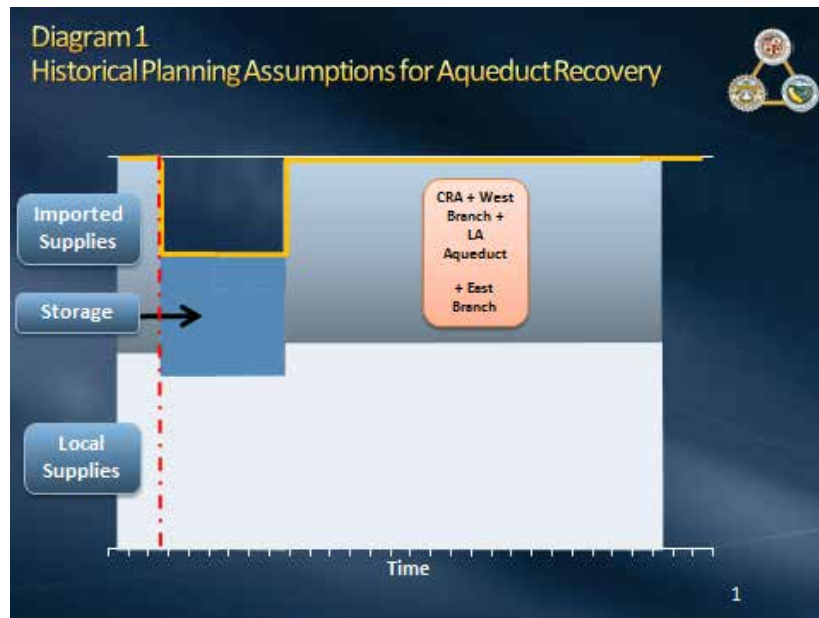 Diagram 1
Historical Planning Assumptions for Aqueduct Recovery
Imported
Supplies
CRA + West
Branch +
LA
Aqueduct
+ East
Branch
Storage
Local
Supplies
Time
1